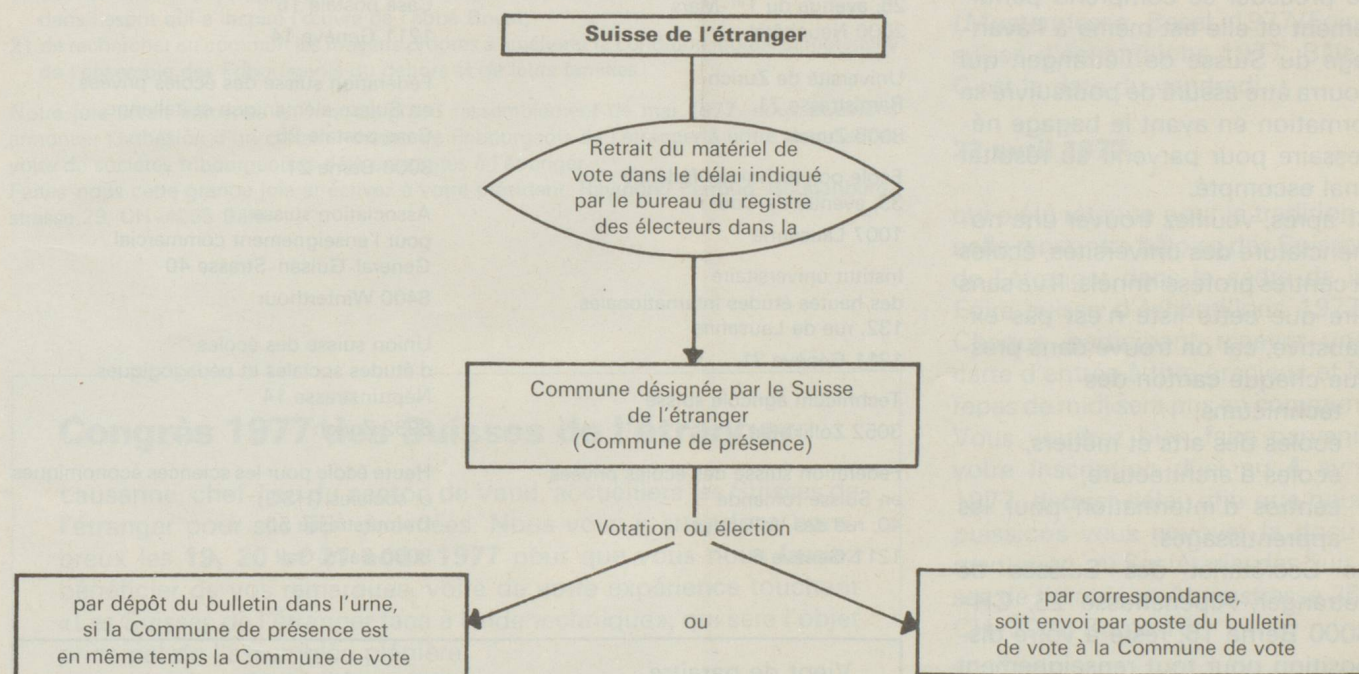 Suisse de l'étranger
Retrait du matériel de
vote dans le délai indiqué
par le bureau du registre
des électeurs dans la
Commune désignée par le Suisse
de l'étranger
(Commune de présence)
Votation ou élection
par dépôt du bulletin dans l'urne,
si la Commune de présence est
en même temps la Commune de vote
ou
par correspondance,
soit envoi par poste du bulletin
de vote à la Commune de vote